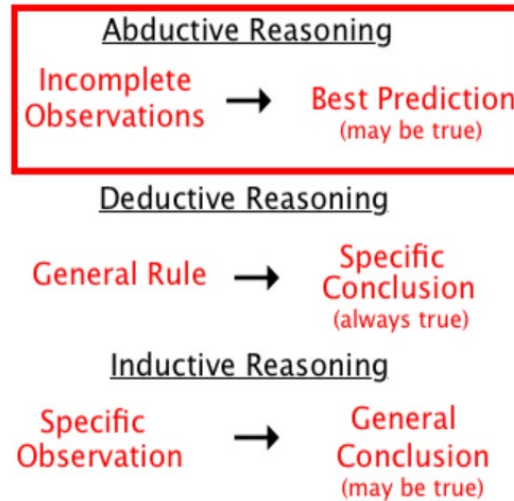 Abductive Reasoning
Incomplete
Observations
Best Prediction
(may be true)
Deductive Reasoning
General Rule
Specific
Conclusion
(always true)
Inductive Reasoning
Specific
Observation
General
Conclusion
(may be true)